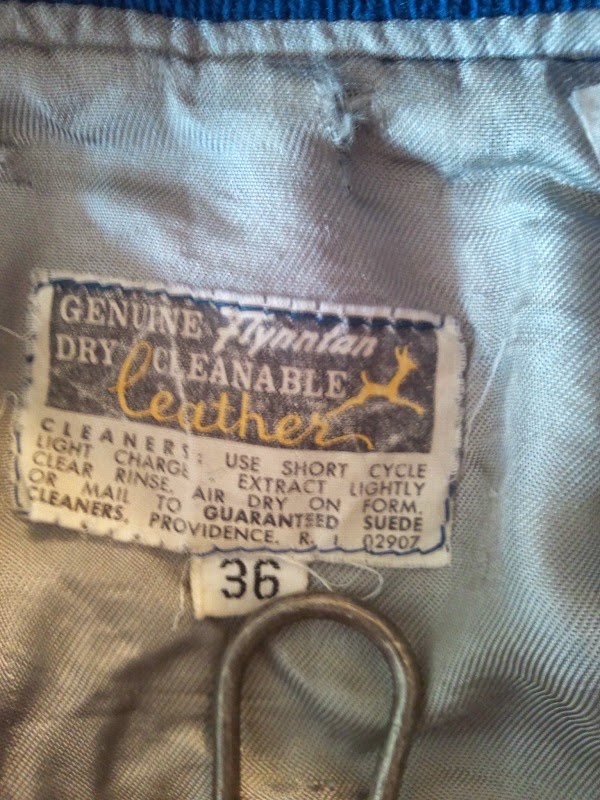 GENUINE Flynntan
DRY CLEANABLE
leather
CLEANERS: USE SHORT CYCLE
LIGHT CHARGE. EXTRACT LIGHTLY
CLEAR RINSE. AIR DRY ON FORM.
OR MAIL TO GUARANTEED SUEDE
CLEANERS. PROVIDENCE. R. I. 02907
36